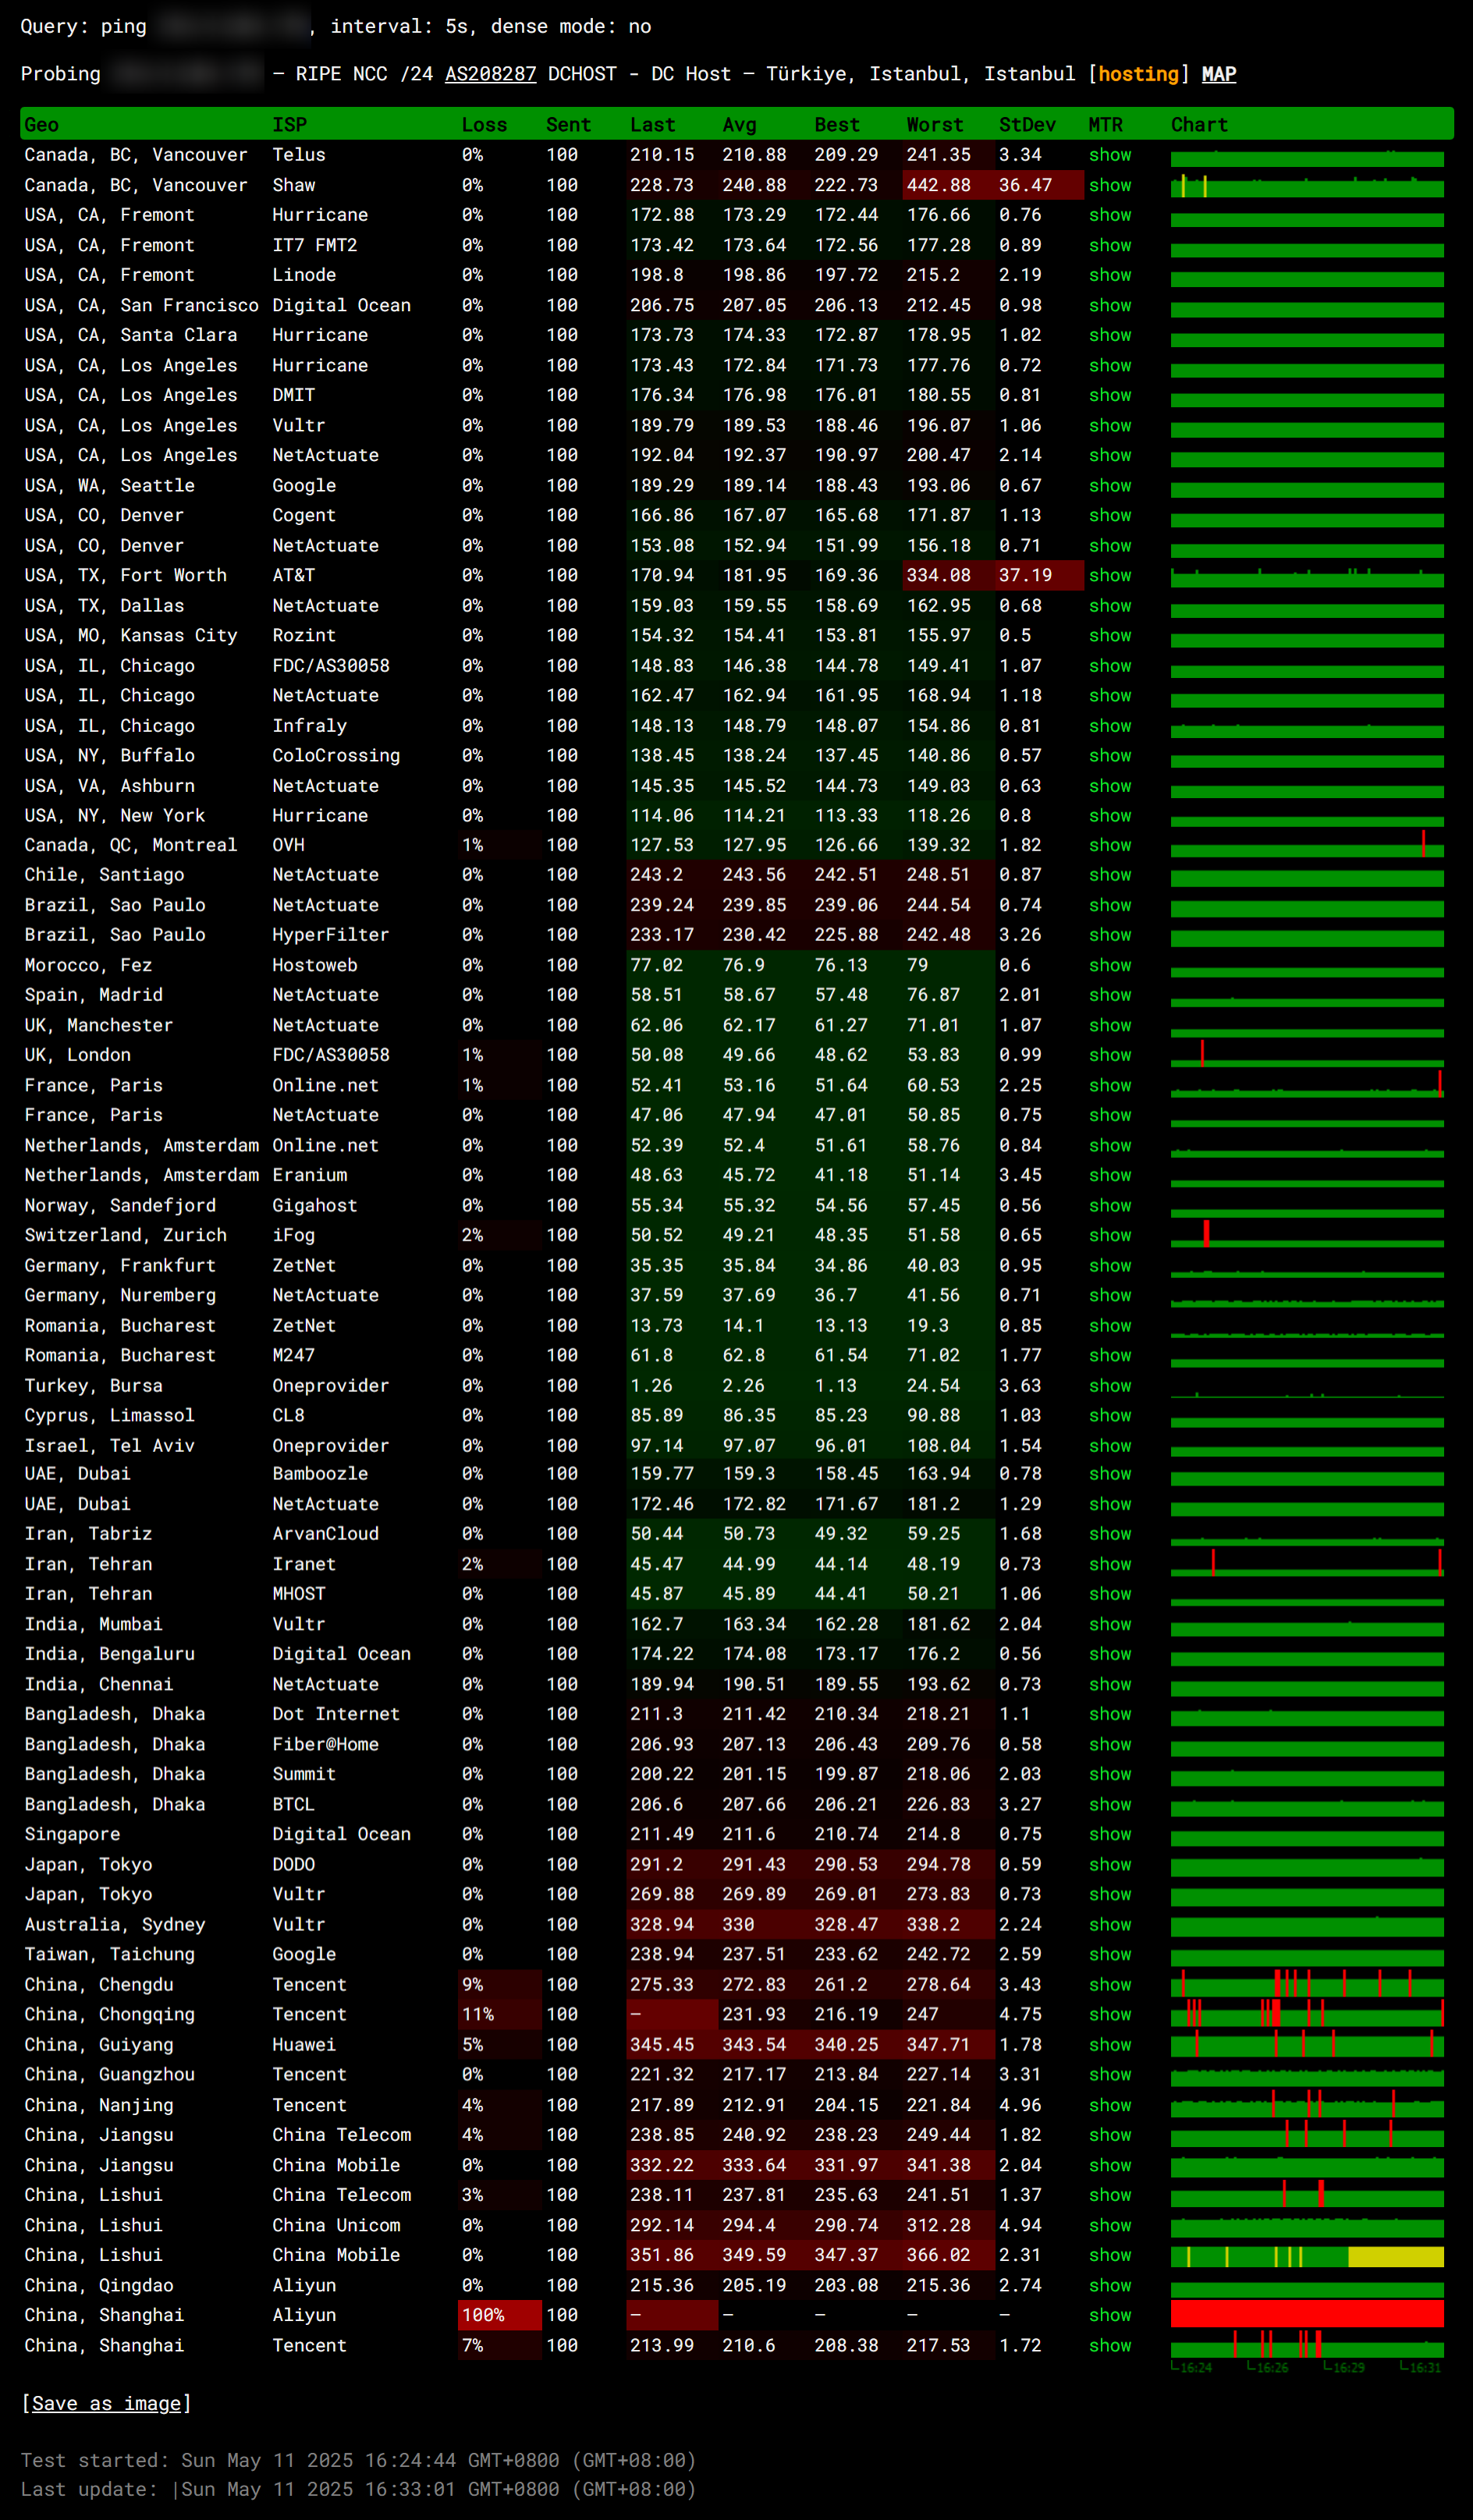 Query: ping , interval: 5s, dense mode: no
Probing — RIPE NCC /24 AS208287 DCHOST - DC Host — Türkiye, Istanbul, Istanbul [hosting] MAP
Geo ISP Loss Sent Last Avg Best Worst StDev MTR Chart
Canada, BC, Vancouver Telus 0% 100 210.15 210.88 209.29 241.35 3.34 show
Canada, BC, Vancouver Shaw 0% 100 228.73 240.88 222.73 442.88 36.47 show
USA, CA, Fremont Hurricane 0% 100 172.88 173.29 172.44 176.66 0.76 show
USA, CA, Fremont IT7 FMT2 0% 100 173.42 173.64 172.56 177.28 0.89 show
USA, CA, Fremont Linode 0% 100 198.8 198.86 197.72 215.2 2.19 show
USA, CA, San Francisco Digital Ocean 0% 100 206.75 207.05 206.13 212.45 0.98 show
USA, CA, Santa Clara Hurricane 0% 100 173.73 174.33 172.87 178.95 1.02 show
USA, CA, Los Angeles Hurricane 0% 100 173.43 172.84 171.73 177.76 0.72 show
USA, CA, Los Angeles DMIT 0% 100 176.34 176.98 176.01 180.55 0.81 show
USA, CA, Los Angeles Vultr 0% 100 189.79 189.53 188.46 196.07 1.06 show
USA, CA, Los Angeles NetActuate 0% 100 192.04 192.37 190.97 200.47 2.14 show
USA, WA, Seattle Google 0% 100 189.29 189.14 188.43 193.06 0.67 show
USA, CO, Denver Cogent 0% 100 166.86 167.07 165.68 171.87 1.13 show
USA, CO, Denver NetActuate 0% 100 153.08 152.94 151.99 156.18 0.71 show
USA, TX, Fort Worth AT&T 0% 100 170.94 181.95 169.36 334.08 37.19 show
USA, TX, Dallas NetActuate 0% 100 159.03 159.55 158.69 162.95 0.68 show
USA, MO, Kansas City Rozint 0% 100 154.32 154.41 153.81 155.97 0.5 show
USA, IL, Chicago FDC/AS30058 0% 100 148.83 146.38 144.78 149.41 1.07 show
USA, IL, Chicago NetActuate 0% 100 162.47 162.94 161.95 168.94 1.18 show
USA, IL, Chicago Infraly 0% 100 148.13 148.79 148.07 154.86 0.81 show
USA, NY, Buffalo ColoCrossing 0% 100 138.45 138.24 137.45 140.86 0.57 show
USA, VA, Ashburn NetActuate 0% 100 145.35 145.52 144.73 149.03 0.63 show
USA, NY, New York Hurricane 0% 100 114.06 114.21 113.33 118.26 0.8 show
Canada, QC, Montreal OVH 1% 100 127.53 127.95 126.66 139.32 1.82 show
Chile, Santiago NetActuate 0% 100 243.2 243.56 242.51 248.51 0.87 show
Brazil, Sao Paulo NetActuate 0% 100 239.24 239.85 239.06 244.54 0.74 show
Brazil, Sao Paulo HyperFilter 0% 100 233.17 230.42 225.88 242.48 3.26 show
Morocco, Fez Hostoweb 0% 100 77.02 76.9 76.13 79 0.6 show
Spain, Madrid NetActuate 0% 100 58.51 58.67 57.48 76.87 2.01 show
UK, Manchester NetActuate 0% 100 62.06 62.17 61.27 71.01 1.07 show
UK, London FDC/AS30058 1% 100 50.08 49.66 48.62 53.83 0.99 show
France, Paris Online.net 1% 100 52.41 53.16 51.64 60.53 2.25 show
France, Paris NetActuate 0% 100 47.06 47.94 47.01 50.85 0.75 show
Netherlands, Amsterdam Online.net 0% 100 52.39 52.4 51.61 58.76 0.84 show
Netherlands, Amsterdam Eranium 0% 100 48.63 45.72 41.18 51.14 3.45 show
Norway, Sandefjord Gigahost 0% 100 55.34 55.32 54.56 57.45 0.56 show
Switzerland, Zurich iFog 2% 100 50.52 49.21 48.35 51.58 0.65 show
Germany, Frankfurt ZetNet 0% 100 35.35 35.84 34.86 40.03 0.95 show
Germany, Nuremberg NetActuate 0% 100 37.59 37.69 36.7 41.56 0.71 show
Romania, Bucharest ZetNet 0% 100 13.73 14.1 13.13 19.3 0.85 show
Romania, Bucharest M247 0% 100 61.8 62.8 61.54 71.02 1.77 show
Turkey, Bursa Oneprovider 0% 100 1.26 2.26 1.13 24.54 3.63 show
Cyprus, Limassol CL8 0% 100 85.89 86.35 85.23 90.88 1.03 show
Israel, Tel Aviv Oneprovider 0% 100 97.14 97.07 96.01 108.04 1.54 show
UAE, Dubai Bamboozle 0% 100 159.77 159.3 158.45 163.94 0.78 show
UAE, Dubai NetActuate 0% 100 172.46 172.82 171.67 181.2 1.29 show
Iran, Tabriz ArvanCloud 0% 100 50.44 50.73 49.32 59.25 1.68 show
Iran, Tehran Iranet 2% 100 45.47 44.99 44.14 48.19 0.73 show
Iran, Tehran MHOST 0% 100 45.87 45.89 44.41 50.21 1.06 show
India, Mumbai Vultr 0% 100 162.7 163.34 162.28 181.62 2.04 show
India, Bengaluru Digital Ocean 0% 100 174.22 174.08 173.17 176.2 0.56 show
India, Chennai NetActuate 0% 100 189.94 190.51 189.55 193.62 0.73 show
Bangladesh, Dhaka Dot Internet 0% 100 211.3 211.42 210.34 218.21 1.1 show
Bangladesh, Dhaka Fiber@Home 0% 100 206.93 207.13 206.43 209.76 0.58 show
Bangladesh, Dhaka Summit 0% 100 200.22 201.15 199.87 218.06 2.03 show
Bangladesh, Dhaka BTCL 0% 100 206.6 207.66 206.21 226.83 3.27 show
Singapore Digital Ocean 0% 100 211.49 211.6 210.74 214.8 0.75 show
Japan, Tokyo DODO 0% 100 291.2 291.43 290.53 294.78 0.59 show
Japan, Tokyo Vultr 0% 100 269.88 269.89 269.01 273.83 0.73 show
Australia, Sydney Vultr 0% 100 328.94 330 328.47 338.2 2.24 show
Taiwan, Taichung Google 0% 100 238.94 237.51 233.62 242.72 2.59 show
China, Chengdu Tencent 9% 100 275.33 272.83 261.2 278.64 3.43 show
China, Chongqing Tencent 11% 100 – 231.93 216.19 247 4.75 show
China, Guiyang Huawei 5% 100 345.45 343.54 340.25 347.71 1.78 show
China, Guangzhou Tencent 0% 100 221.32 217.17 213.84 227.14 3.31 show
China, Nanjing Tencent 4% 100 217.89 212.91 204.15 221.84 4.96 show
China, Jiangsu China Telecom 4% 100 238.85 240.92 238.23 249.44 1.82 show
China, Jiangsu China Mobile 0% 100 332.22 333.64 331.97 341.38 2.04 show
China, Lishui China Telecom 3% 100 238.11 237.81 235.63 241.51 1.37 show
China, Lishui China Unicom 0% 100 292.14 294.4 290.74 312.28 4.94 show
China, Lishui China Mobile 0% 100 351.86 349.59 347.37 366.02 2.31 show
China, Qingdao Aliyun 0% 100 215.36 205.19 203.08 215.36 2.74 show
China, Shanghai Aliyun 100% 100 – – – – – show
China, Shanghai Tencent 7% 100 213.99 210.6 208.38 217.53 1.72 show
16:24 16:26 16:29 16:31
[Save as image]
Test started: Sun May 11 2025 16:24:44 GMT+0800 (GMT+08:00)
Last update: |Sun May 11 2025 16:33:01 GMT+0800 (GMT+08:00)